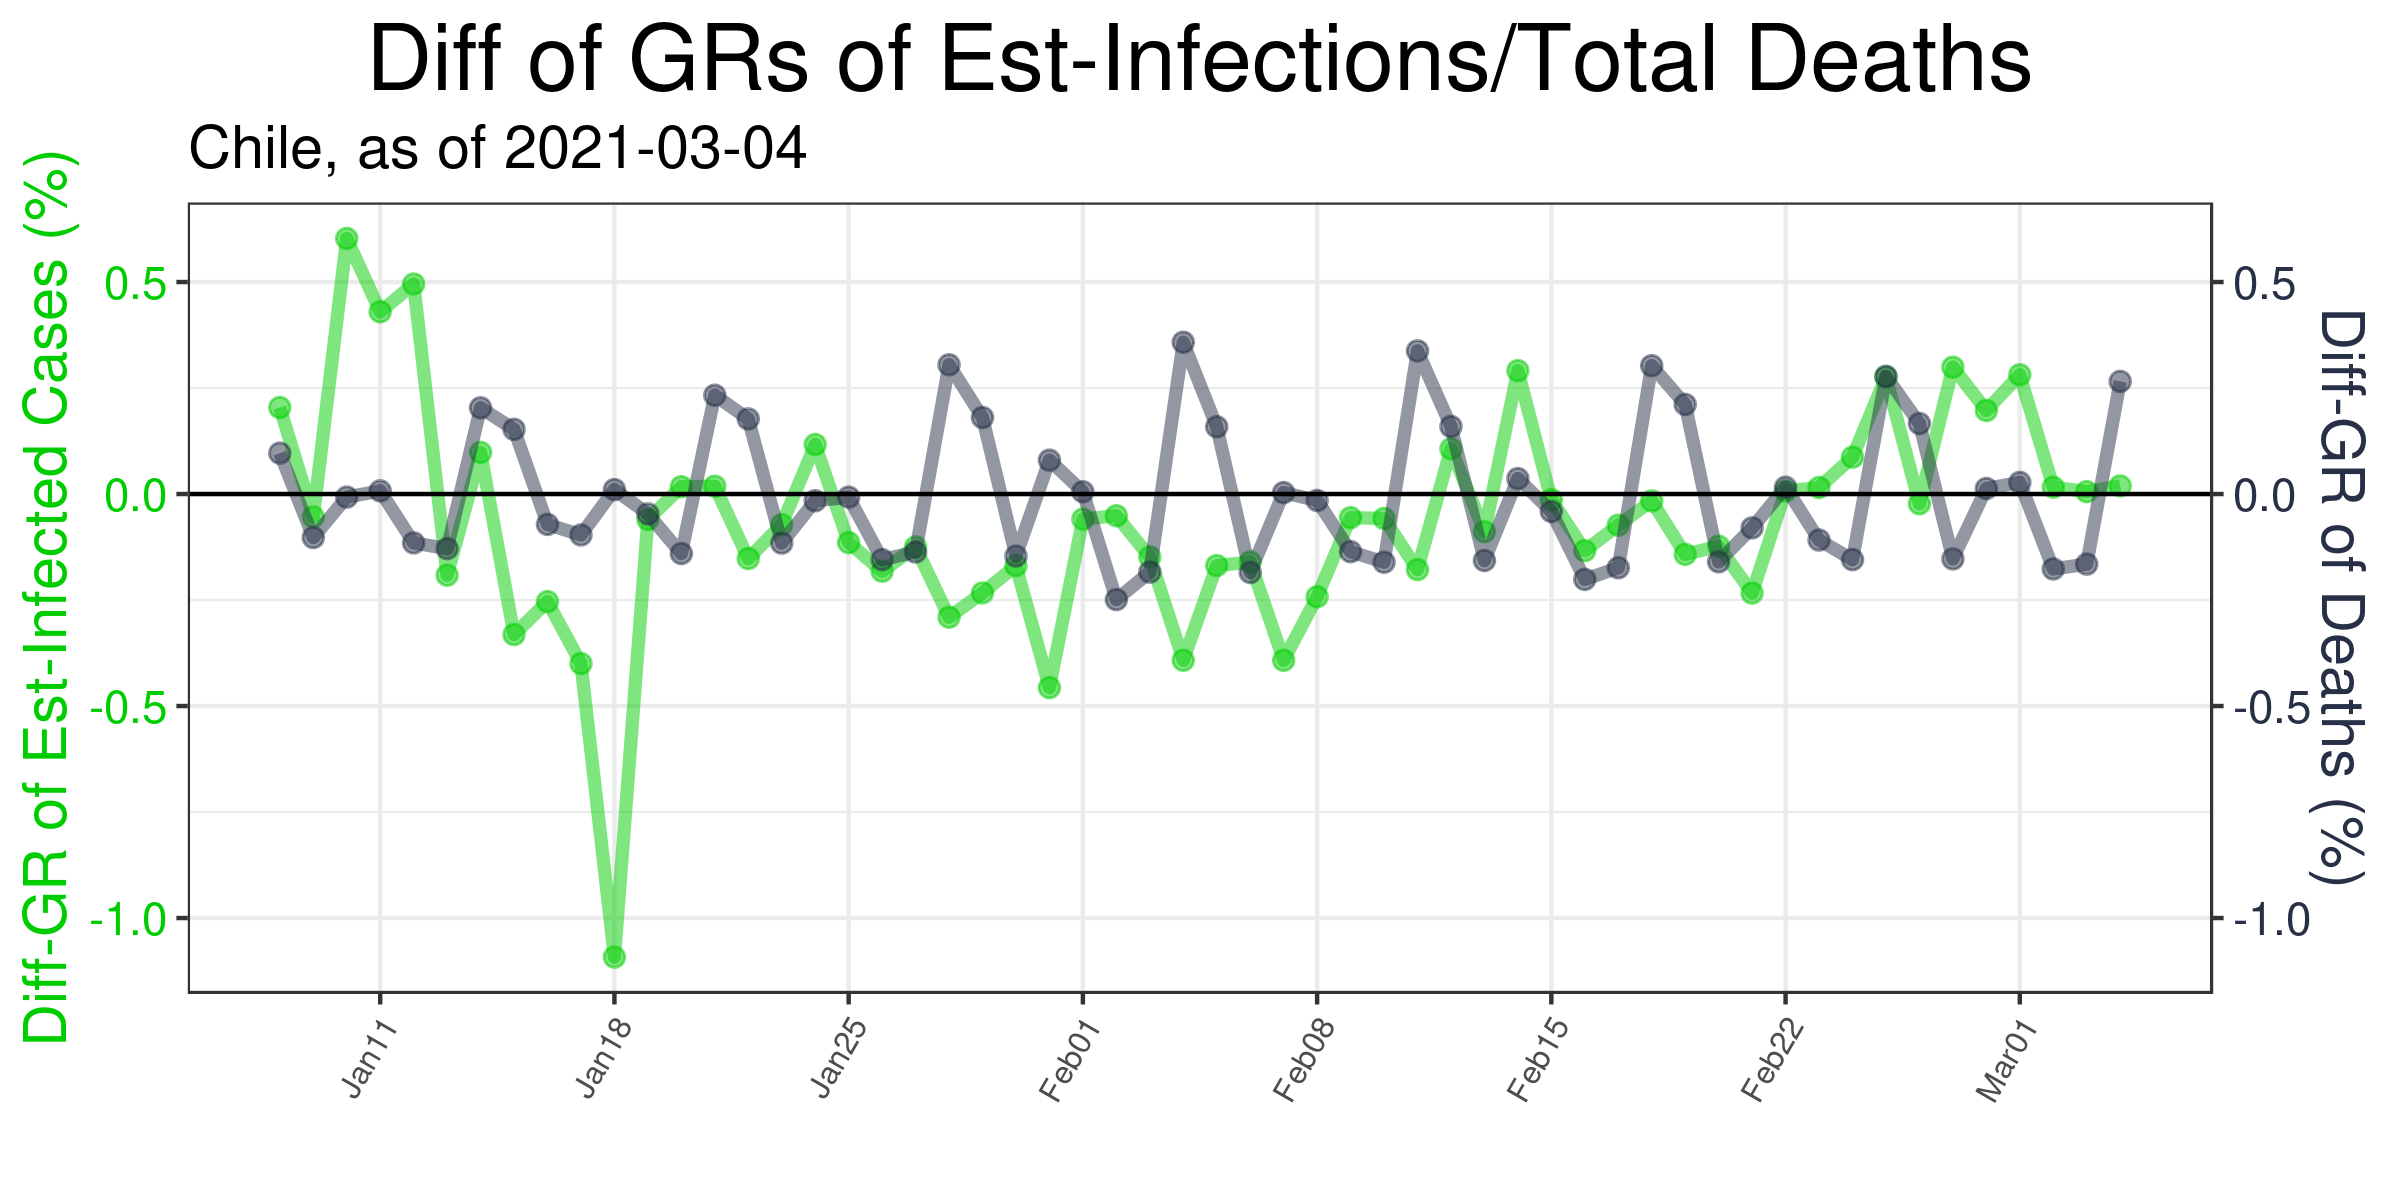 Diff of GRs of Est-Infections/Total Deaths
Chile, as of 2021-03-04
Diff-GR of Est-Infected Cases (%)
0.5
0.0
-0.5
-1.0
0.5
0.0
-0.5
-1.0
Diff-GR of Deaths (%)
Jan11
Jan18
Jan25
Feb01
Feb08
Feb15
Feb22
Mar01